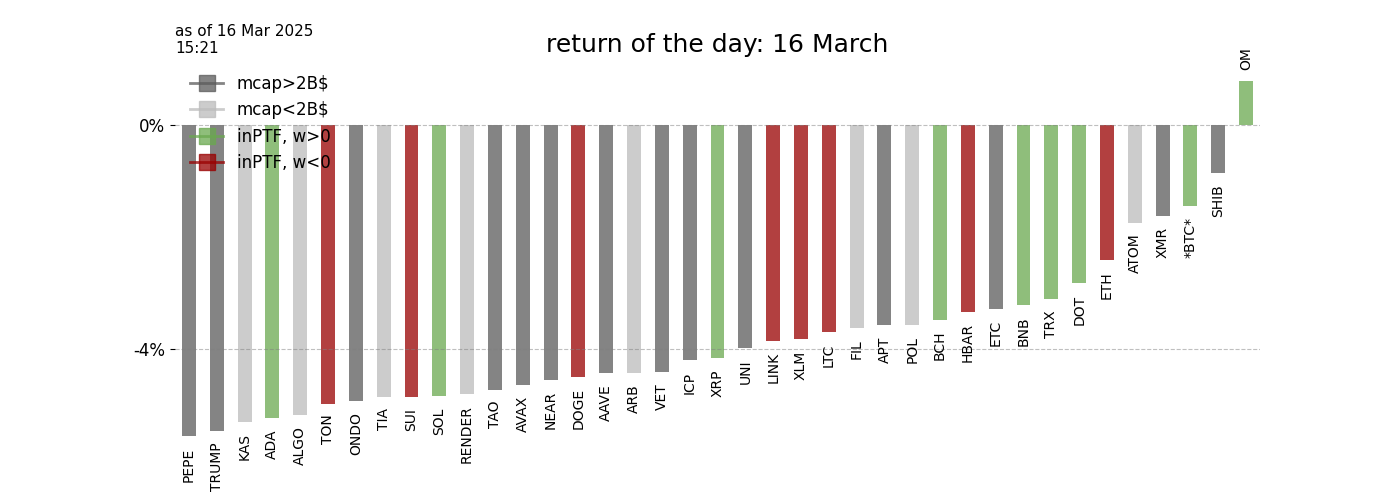 as of 16 Mar 2025
15:21
return of the day: 16 March
mcap>2B$
mcap<2B$
inPTF, w>0
inPTF, w<0
0%
-4%
PEPE
TRUMP
KAS
ADA
ALGO
TON
ONDO
TIA
SUI
SOL
RENDER
TAO
AVAX
NEAR
DOGE
AAVE
ARB
VET
ICP
XRP
UNI
LINK
XLM
LTC
FIL
APT
POL
BCH
HBAR
ETC
BNB
TRX
DOT
ETH
ATOM
XMR
*BTC*
SHIB
OM